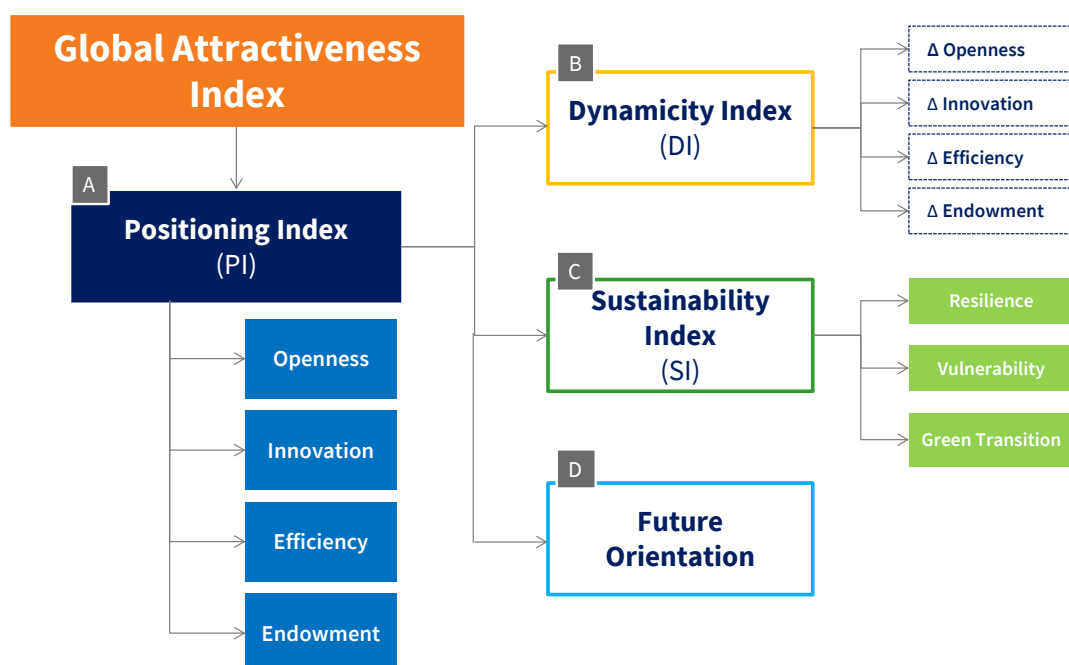 Global Attractiveness
Index
A
Positioning Index
(PI)
Openness
Innovation
Efficiency
Endowment
B
Dynamicity Index
(DI)
Δ Openness
Δ Innovation
Δ Efficiency
Δ Endowment
C
Sustainability
Index
(SI)
Resilience
Vulnerability
Green Transition
D
Future
Orientation